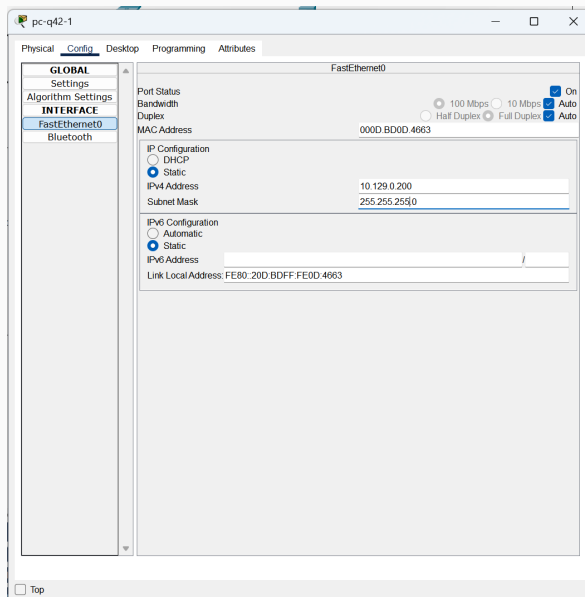 pc-q42-1
Physical Config Desktop Programming Attributes
GLOBAL
Settings
Algorithm Settings
INTERFACE
FastEthernet0
Bluetooth
FastEthernet0
Port Status On
Bandwidth 100 Mbps 10 Mbps Auto
Duplex Half Duplex Full Duplex Auto
MAC Address 000D.BD0D.4663
IP Configuration
DHCP
Static
IPv4 Address 10.129.0.200
Subnet Mask 255.255.255.0
IPv6 Configuration
Automatic
Static
IPv6 Address /
Link Local Address: FE80::20D:BDFF:FE0D:4663
Top